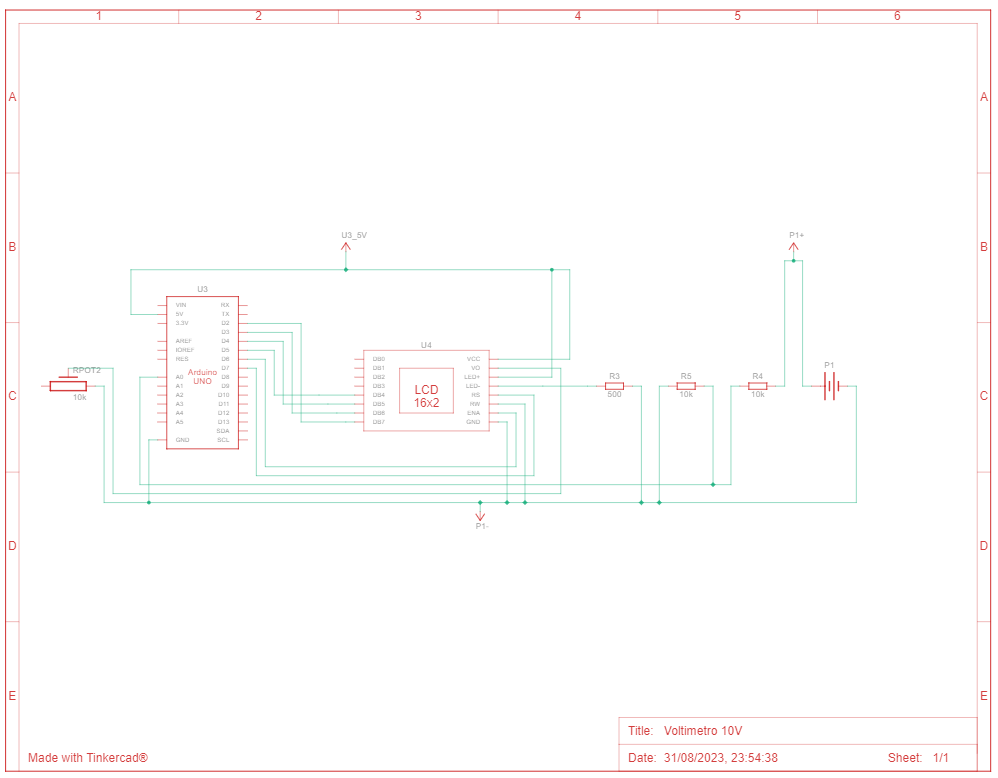 1 2 3 4 5 6
A A
B B
C C
D D
E E
U3_5V
P1+
U3
VIN RX
5V TX
3.3V D2
D3
AREF D4
IOREF D5
RES D6
D7
A0 D8
A1 D9
A2 D10
A3 D11
A4 D12
A5 D13
SDA
GND SCL
Arduino
UNO
U4
DB0 VCC
DB1 VO
DB2 LED+
DB3 LED-
DB4 RS
DB5 RW
DB6 ENA
DB7 GND
LCD
16x2
RPOT2
10k
R3
500
R5
10k
R4
10k
P1
P1-
Title: Voltimetro 10V
Date: 31/08/2023, 23:54:38 Sheet: 1/1
Made with Tinkercad®